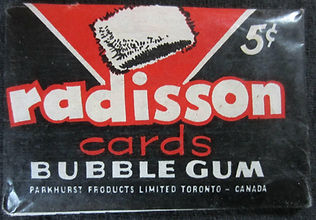 5¢
radisson
cards
BUBBLE GUM
PARKHURST PRODUCTS LIMITED TORONTO - CANADA